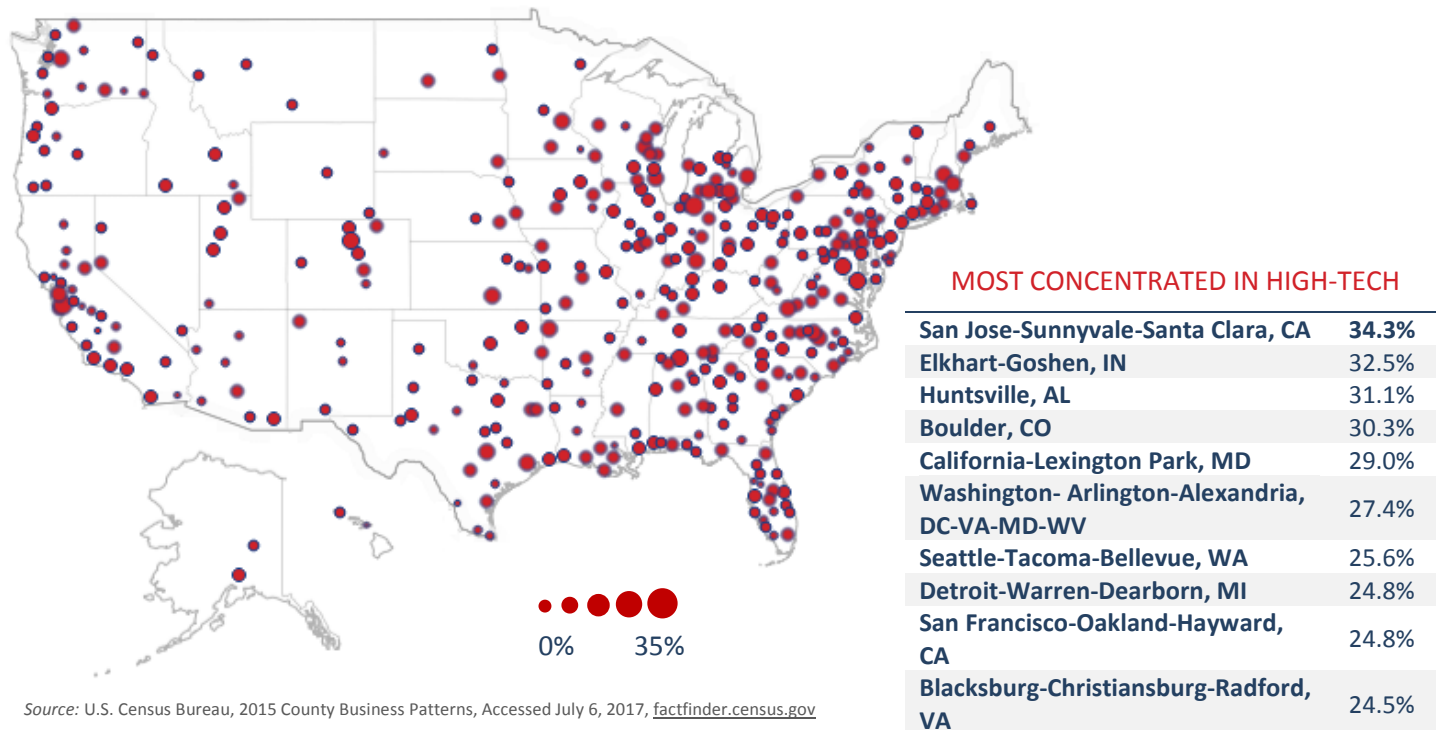 MOST CONCENTRATED IN HIGH-TECH
San Jose-Sunnyvale-Santa Clara, CA 34.3%
Elkhart-Goshen, IN 32.5%
Huntsville, AL 31.1%
Boulder, CO 30.3%
California-Lexington Park, MD 29.0%
Washington- Arlington-Alexandria,
DC-VA-MD-WV 27.4%
Seattle-Tacoma-Bellevue, WA 25.6%
Detroit-Warren-Dearborn, MI 24.8%
San Francisco-Oakland-Hayward,
CA 24.8%
Blacksburg-Christiansburg-Radford,
VA 24.5%
0% 35%
Source: U.S. Census Bureau, 2015 County Business Patterns, Accessed July 6, 2017, factfinder.census.gov